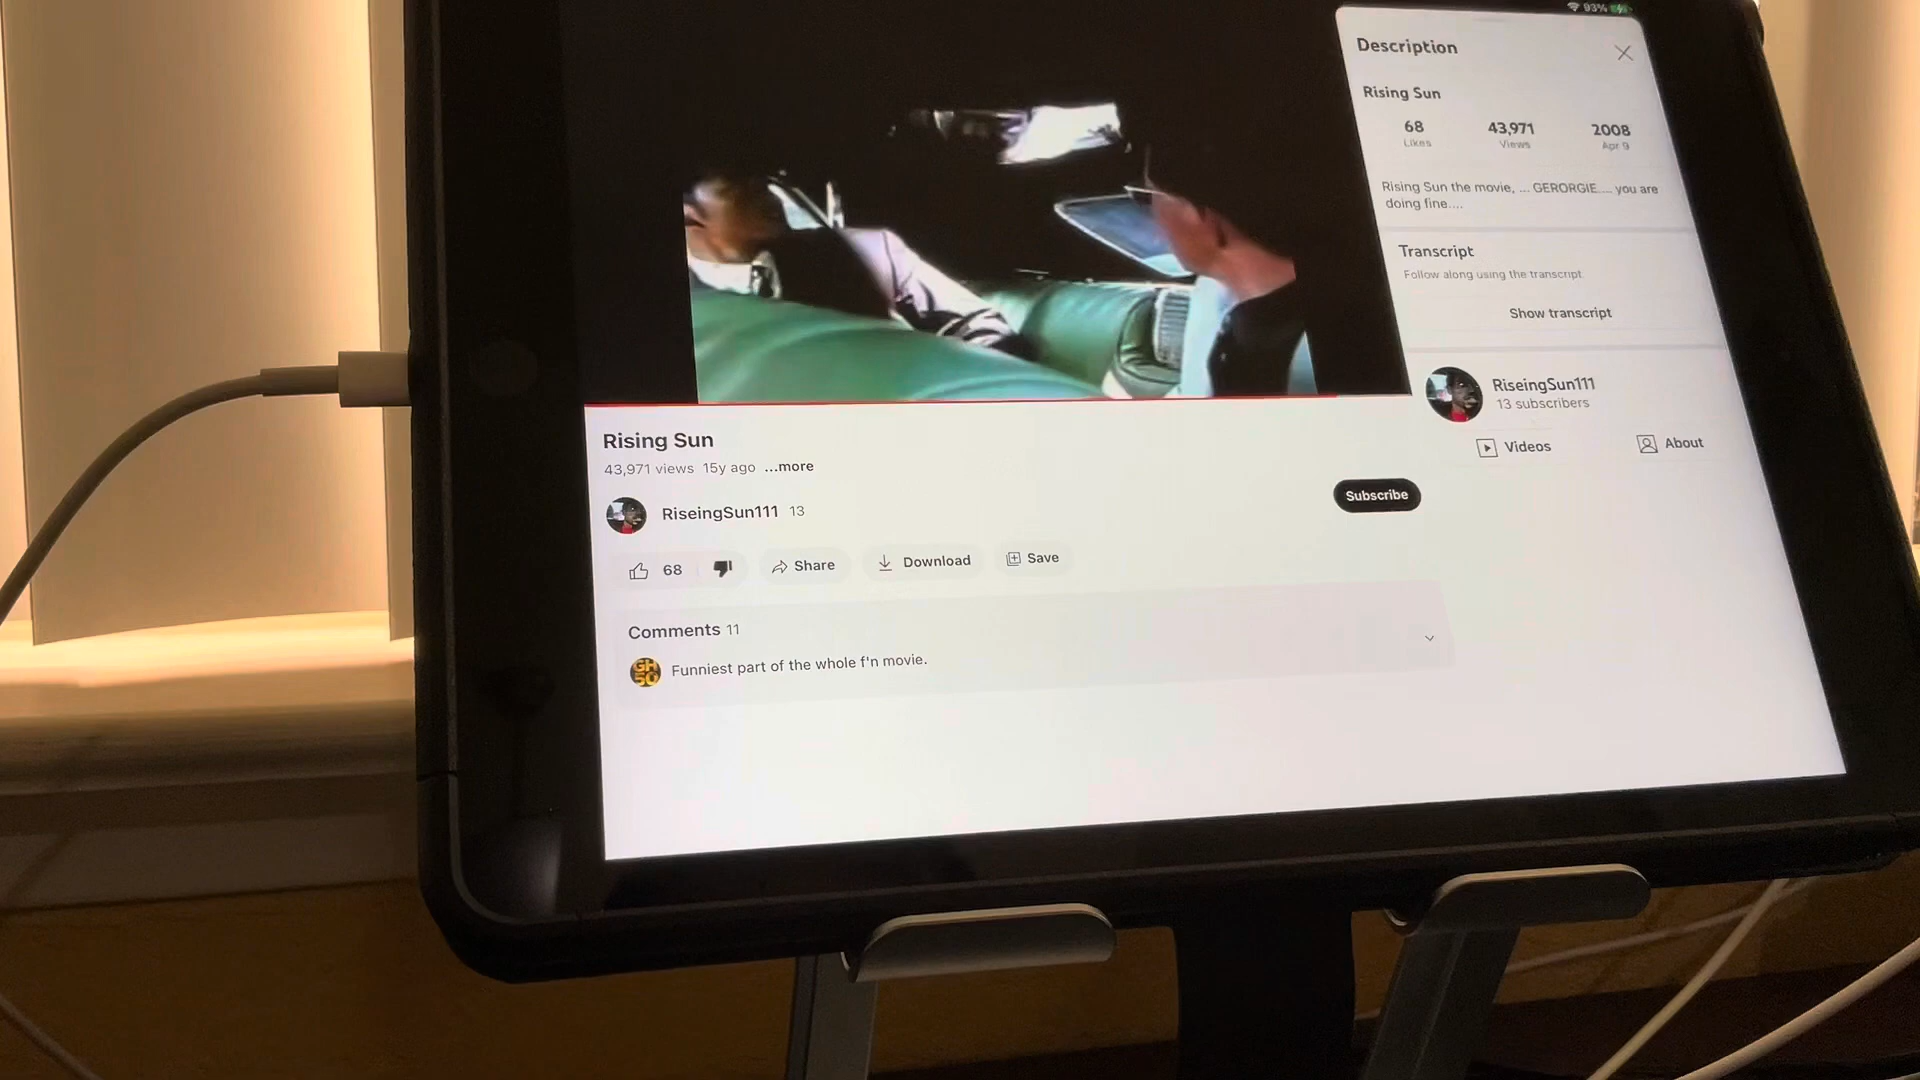 93%
Description
Rising Sun
68 43,971 2008
Likes Views Apr 9
Rising Sun the movie, ... GERORGIE.... you are
doing fine....
Transcript
Follow along using the transcript.
Show transcript
RiseingSun111
13 subscribers
Videos About
Rising Sun
43,971 views 15y ago ...more
RiseingSun111 13
Subscribe
68 Share Download Save
Comments 11
GH
50
Funniest part of the whole f'n movie.